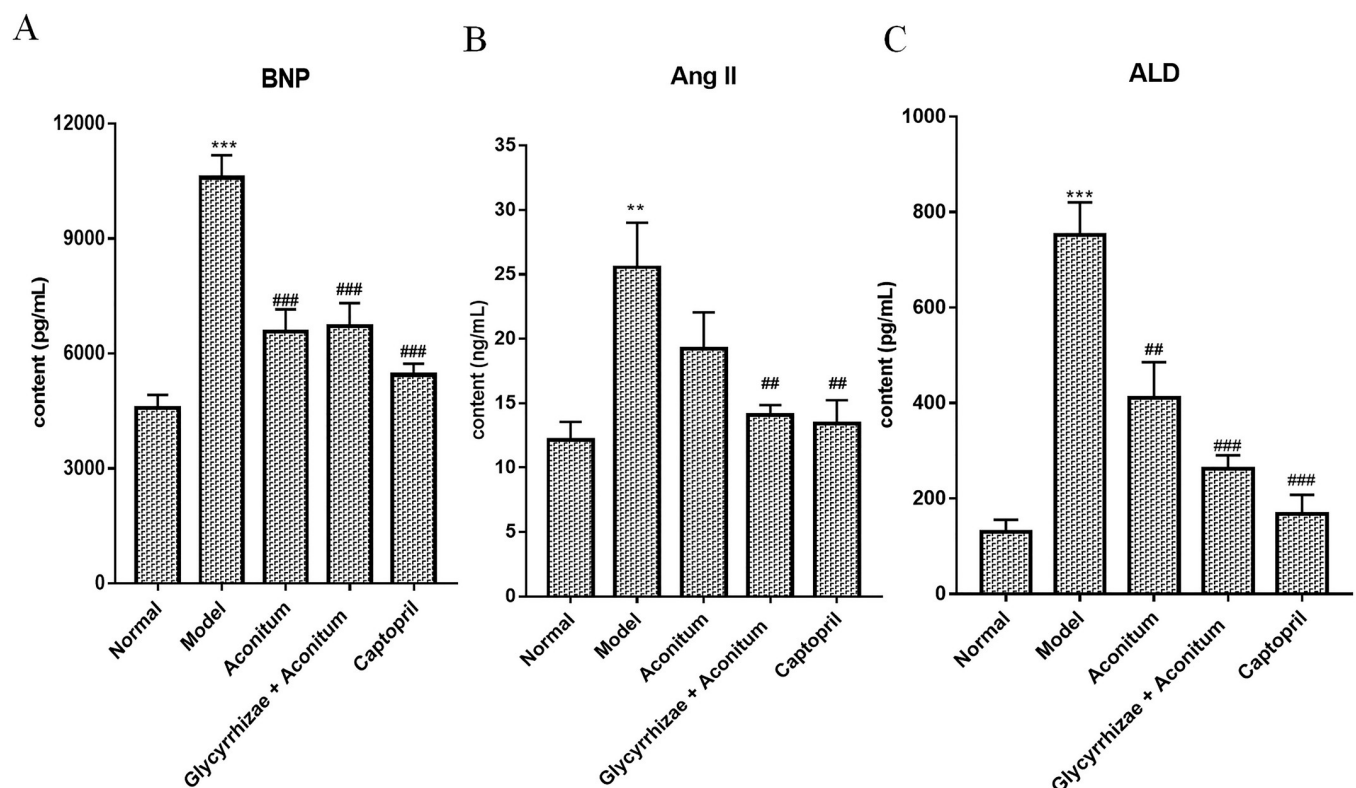 A
BNP
content (pg/mL)
12000
9000
6000
3000
0
***
###
###
###
Normal
Model
Aconitum
Glycyrrhizae + Aconitum
Captopril
B
Ang II
content (ng/mL)
35
30
25
20
15
10
5
0
**
##
##
Normal
Model
Aconitum
Glycyrrhizae + Aconitum
Captopril
C
ALD
content (pg/mL)
1000
800
600
400
200
0
***
##
###
###
Normal
Model
Aconitum
Glycyrrhizae + Aconitum
Captopril